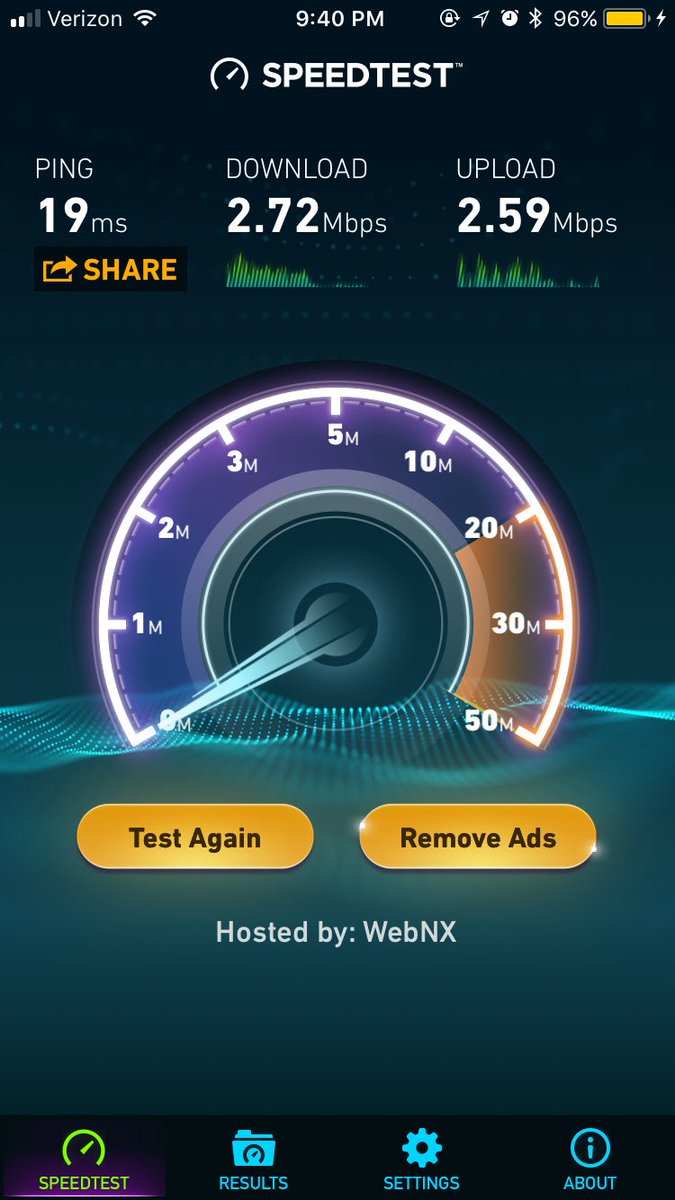 Verizon 9:40 PM 96%
SPEEDTEST™
PING DOWNLOAD UPLOAD
19ms 2.72Mbps 2.59Mbps
SHARE
5M
3M 10M
2M 20M
1M 30M
0M 50M
Test Again Remove Ads
Hosted by: WebNX
SPEEDTEST RESULTS SETTINGS ABOUT